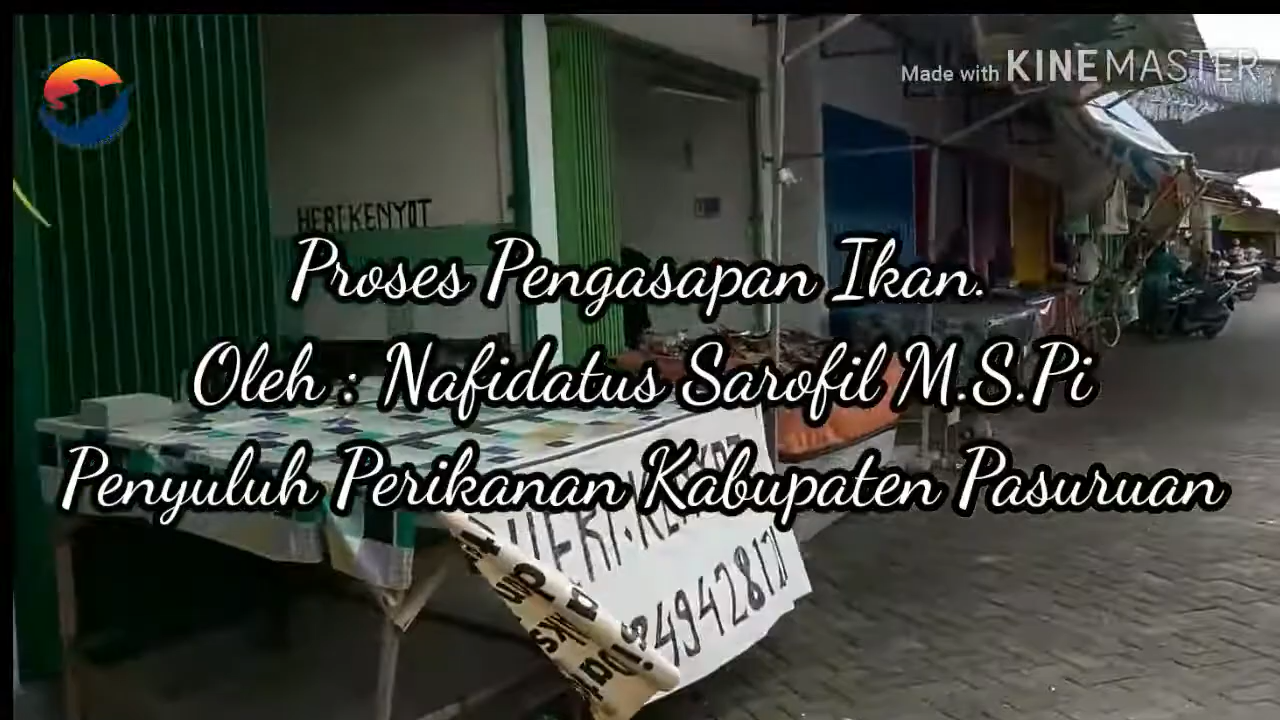 Made with KINEMASTER
HERI.KENYOT
Proses Pengasapan Ikan.
Oleh : Nafidatus Sarofil M.S.Pi
Penyuluh Perikanan Kabupaten Pasuruan